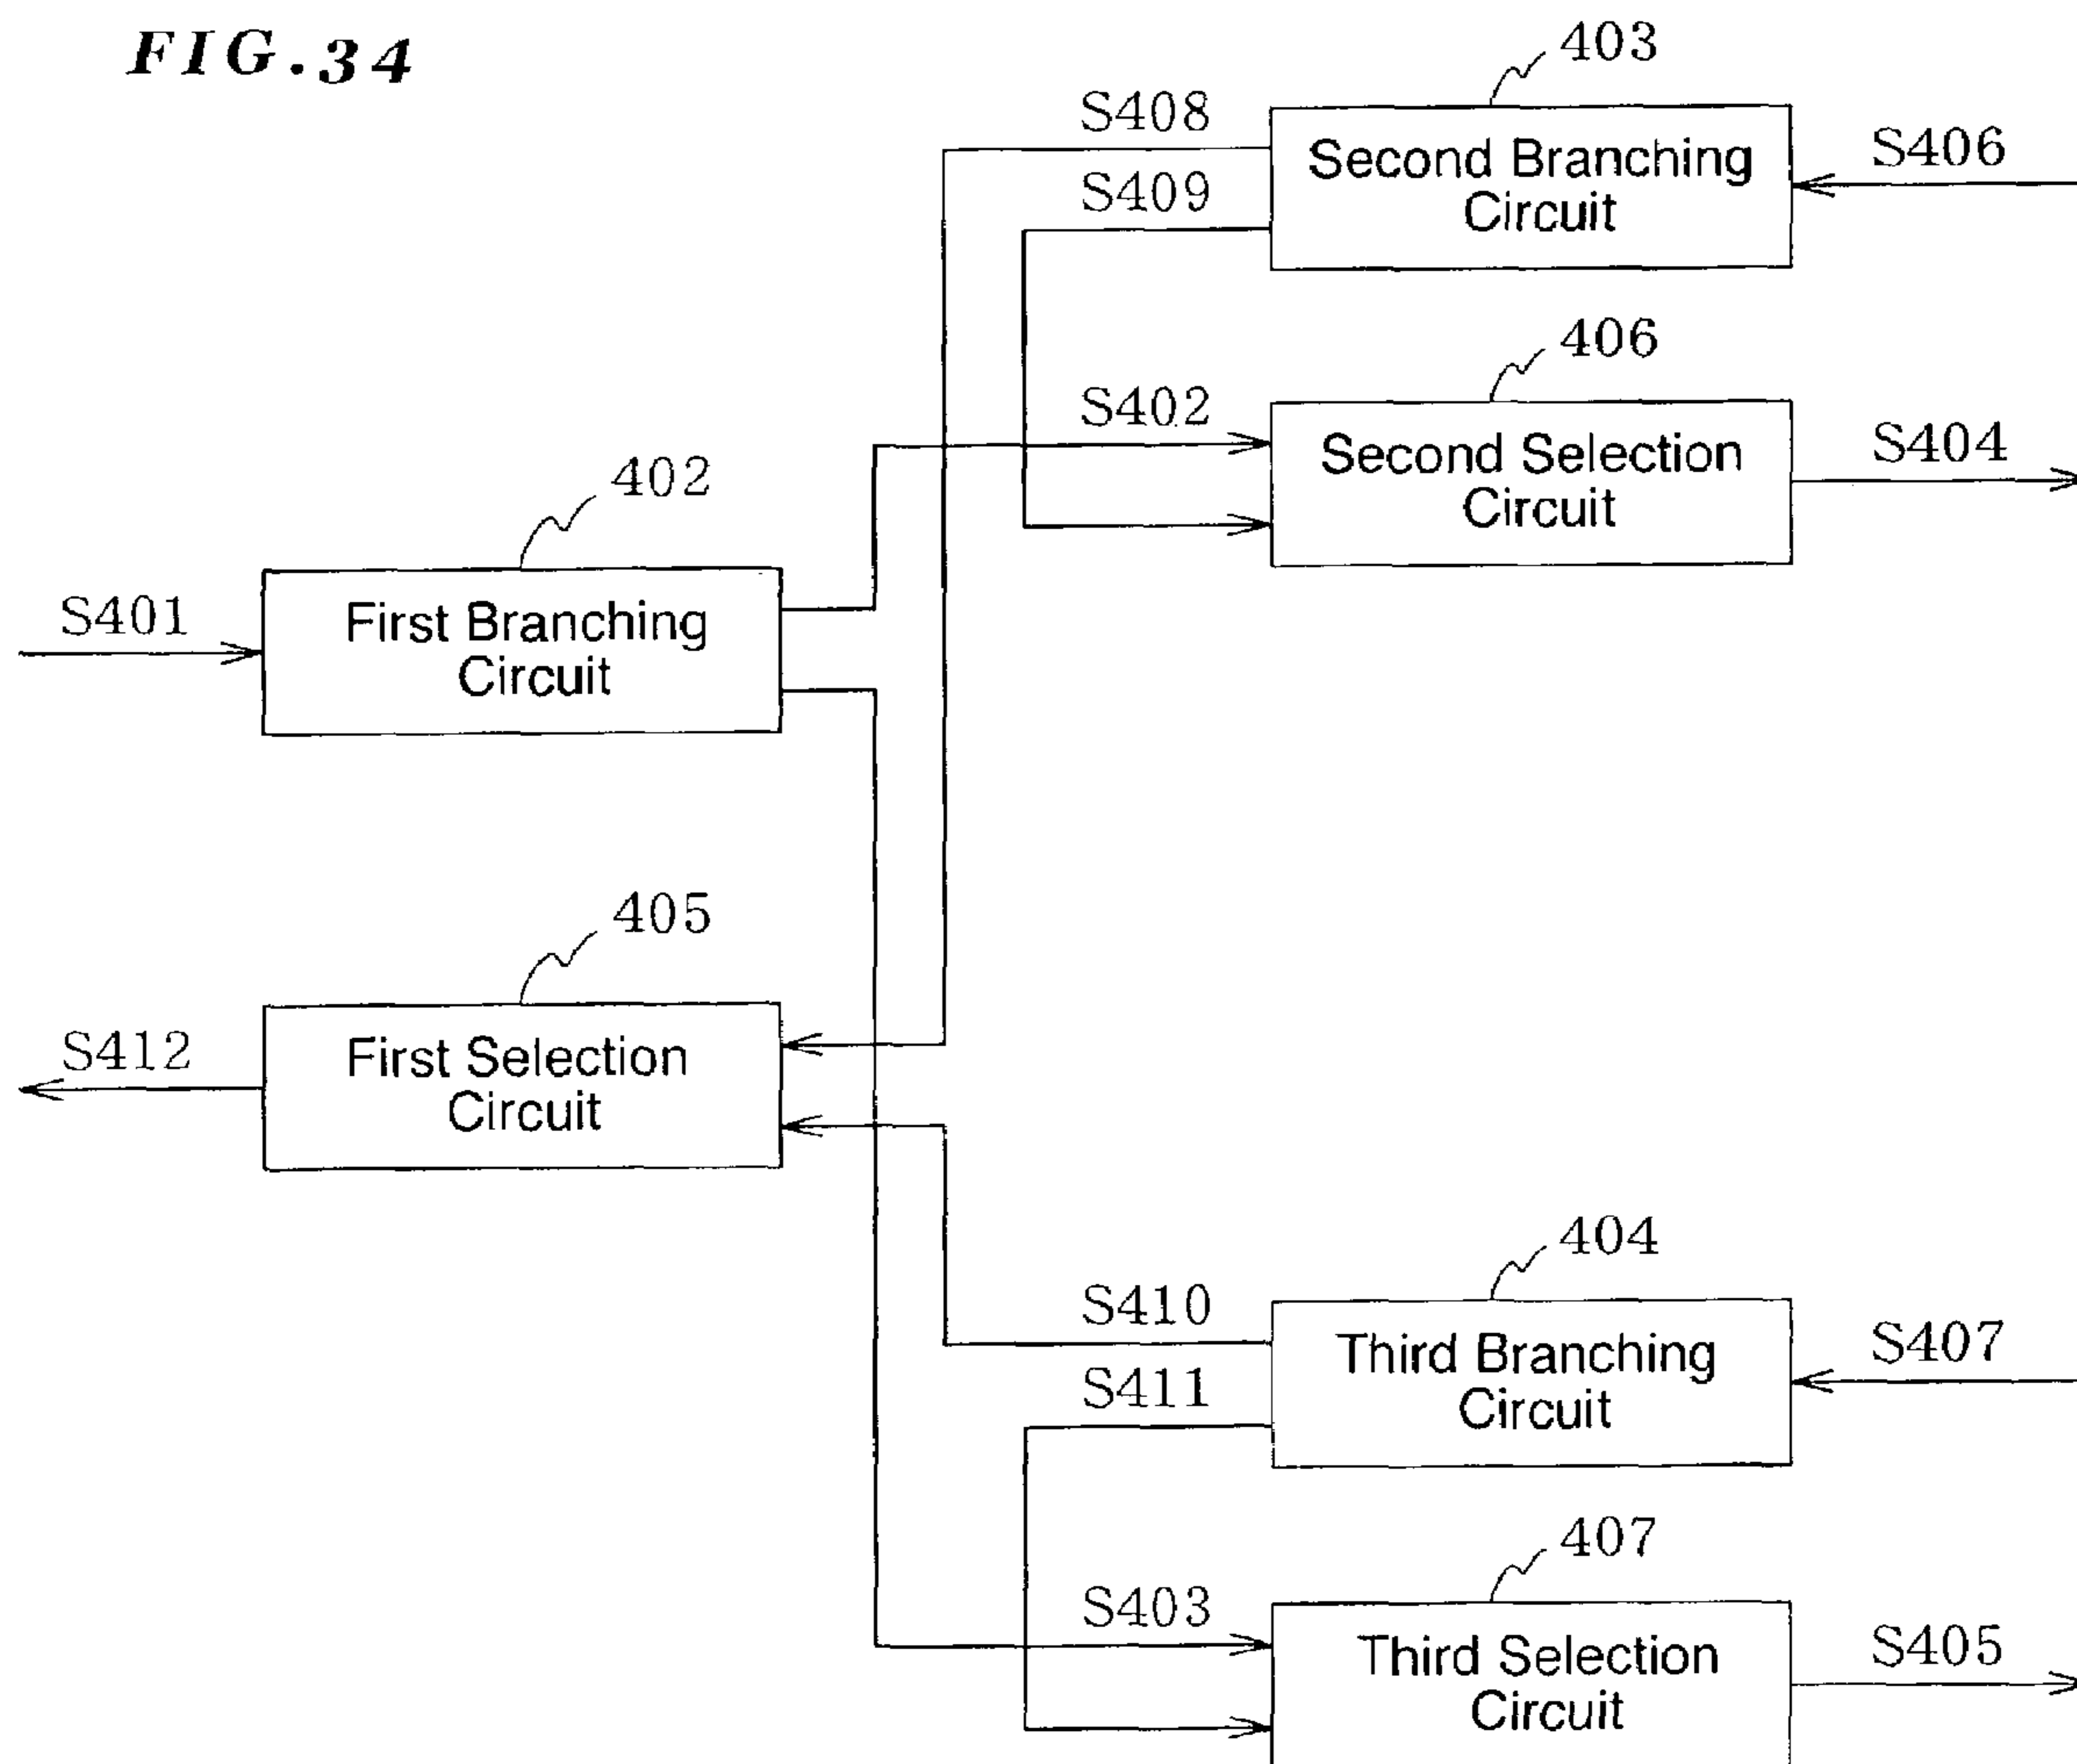 FIG.34
403
S408
Second Branching
Circuit
S406
S409
406
S402
Second Selection
Circuit
S404
402
S401
First Branching
Circuit
405
S412
First Selection
Circuit
404
S410
Third Branching
Circuit
S407
S411
407
S403
Third Selection
Circuit
S405